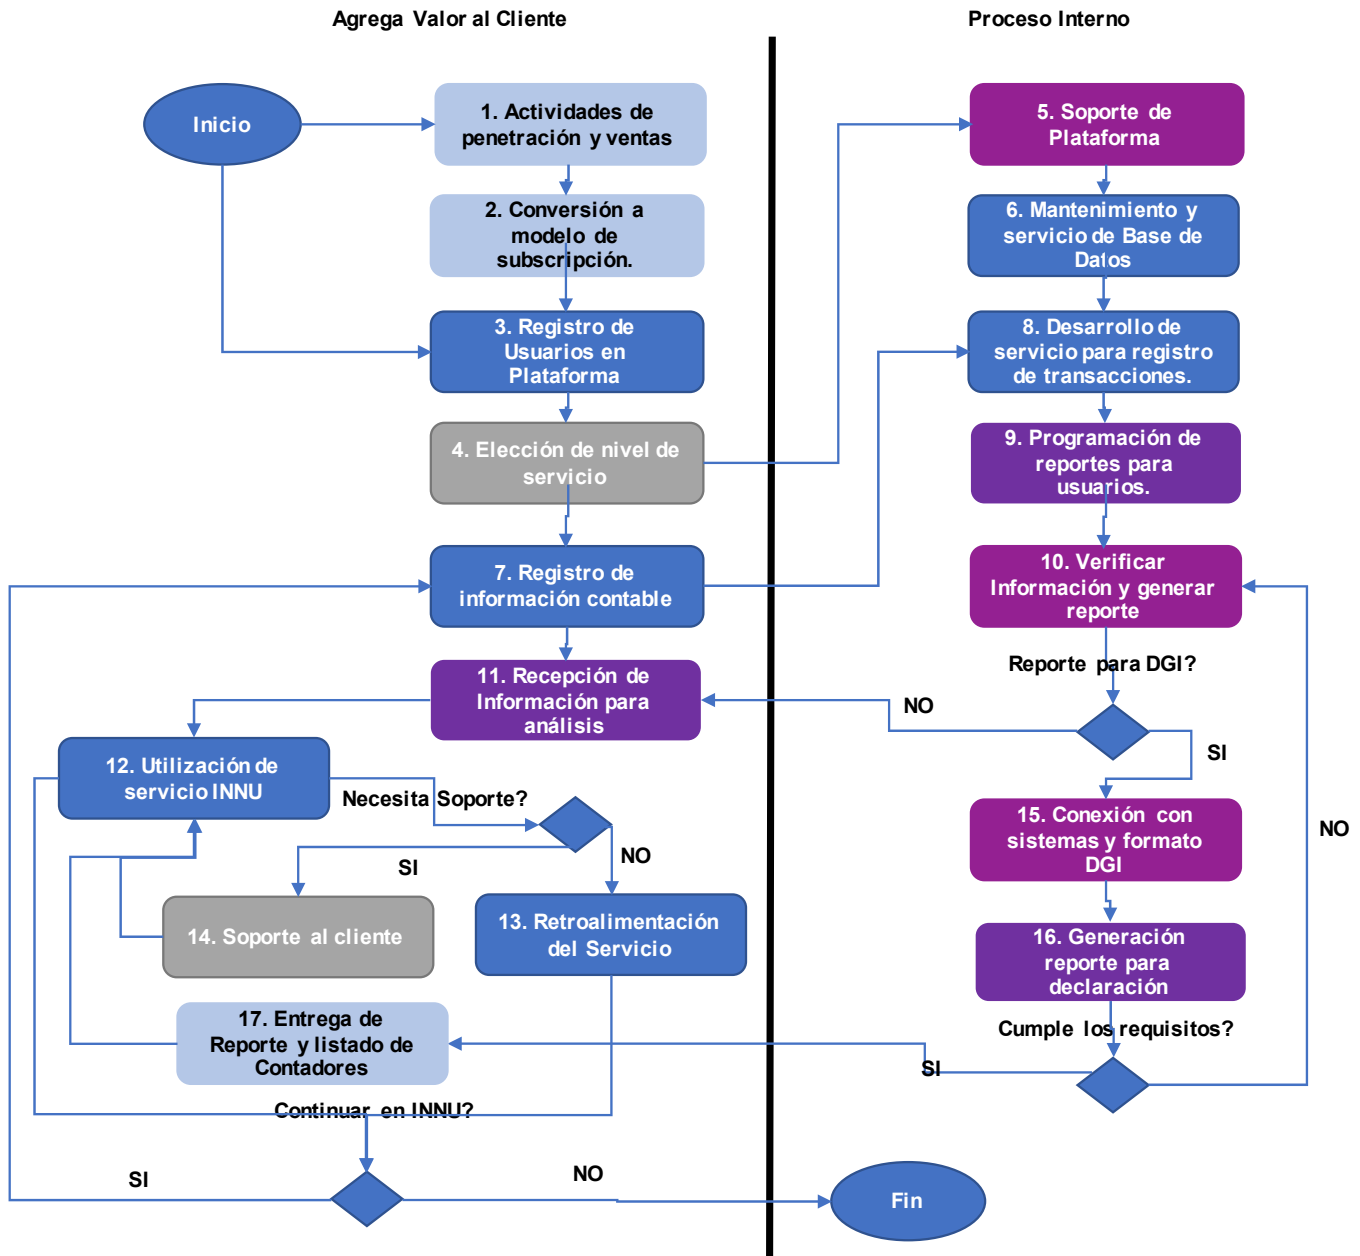 Agrega Valor al Cliente
Proceso Interno
Inicio
1. Actividades de
penetración y ventas
5. Soporte de
Plataforma
2. Conversión a
modelo de
subscripción.
6. Mantenimiento y
servicio de Base de
Datos
3. Registro de
Usuarios en
Plataforma
8. Desarrollo de
servicio para registro
de transacciones.
4. Elección de nivel de
servicio
9. Programación de
reportes para
usuarios.
7. Registro de
información contable
10. Verificar
Información y generar
reporte
Reporte para DGI?
11. Recepción de
Información para
análisis
NO
SI
12. Utilización de
servicio INNU
Necesita Soporte?
15. Conexión con
sistemas y formato
DGI
NO
SI
NO
14. Soporte al cliente
13. Retroalimentación
del Servicio
16. Generación
reporte para
declaración
17. Entrega de
Reporte y listado de
Contadores
Cumple los requisitos?
SI
Continuar en INNU?
SI
NO
Fin